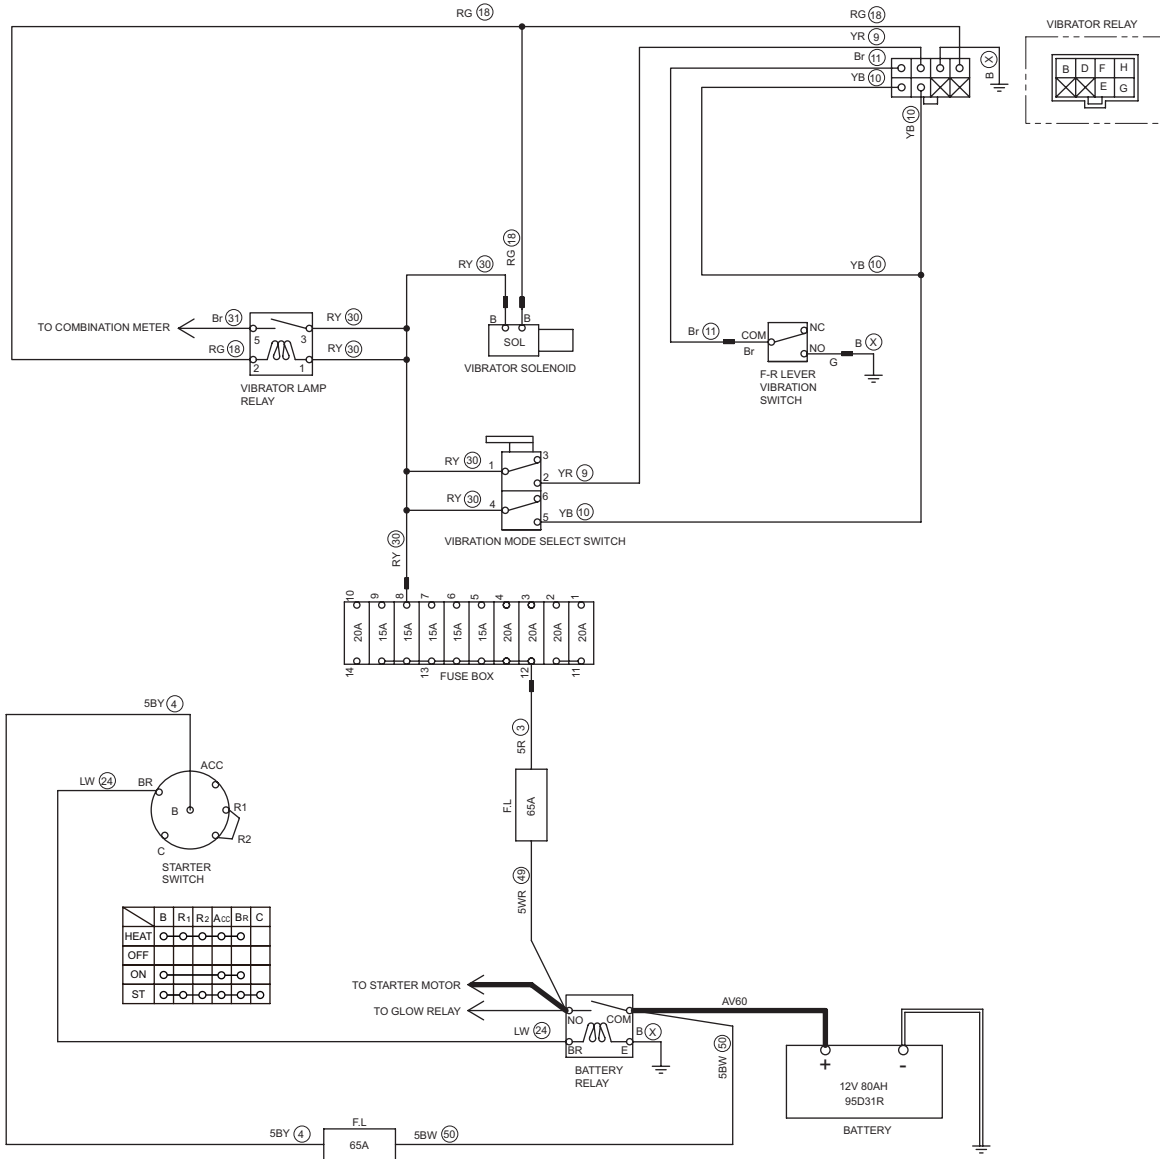 RG 18
RG 18
YR 9
Br 11
YB 10
B X
VIBRATOR RELAY
B D F H
E G
YB 10
RG 18
RY 30
YB 10
TO COMBINATION METER
Br 31
RY 30
5 3
RG 18
RY 30
2 1
VIBRATOR LAMP
RELAY
B B
SOL
VIBRATOR SOLENOID
Br 11
COM
Br
NC
NO
G
B X
F-R LEVER
VIBRATION
SWITCH
RY 30
1
3
2
YR 9
RY 30
4
6
5
YB 10
VIBRATION MODE SELECT SWITCH
RY 30
10 9 8 7 6 5 4 3 2 1
20A 15A 15A 15A 15A 15A 20A 20A 20A 20A
14 13 12 11
FUSE BOX
5BY 4
5R 3
LW 24
BR
ACC
B
R1
R2
C
STARTER
SWITCH
F.L
65A
5WR 49
B R1 R2 Acc BR C
HEAT
OFF
ON
ST
TO STARTER MOTOR
TO GLOW RELAY
NO
COM
AV60
LW 24
BR
E
B X
BATTERY
RELAY
5BW 50
+ -
12V 80AH
95D31R
BATTERY
5BY 4
F.L
65A
5BW 50